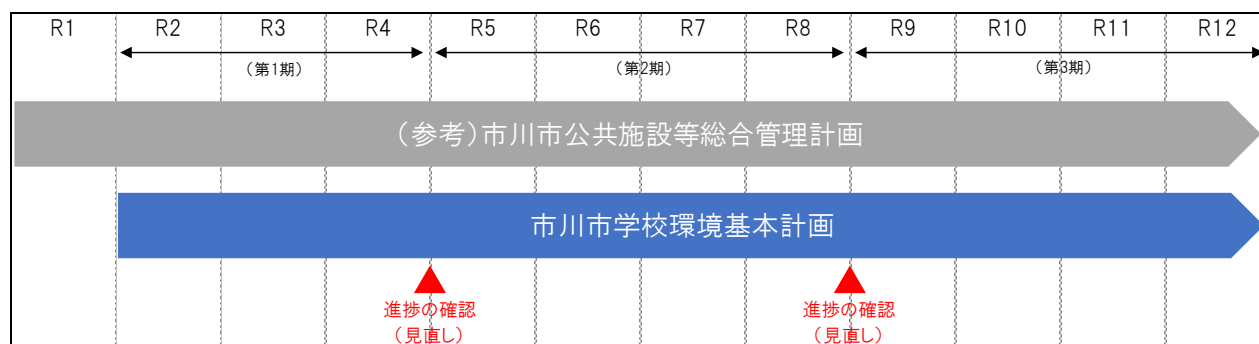 R1 R2 R3 R4 R5 R6 R7 R8 R9 R10 R11 R12
（第1期） （第2期） （第3期）
（参考）市川市公共施設等総合管理計画
市川市学校環境基本計画
進捗の確認 進捗の確認
（見直し） （見直し）